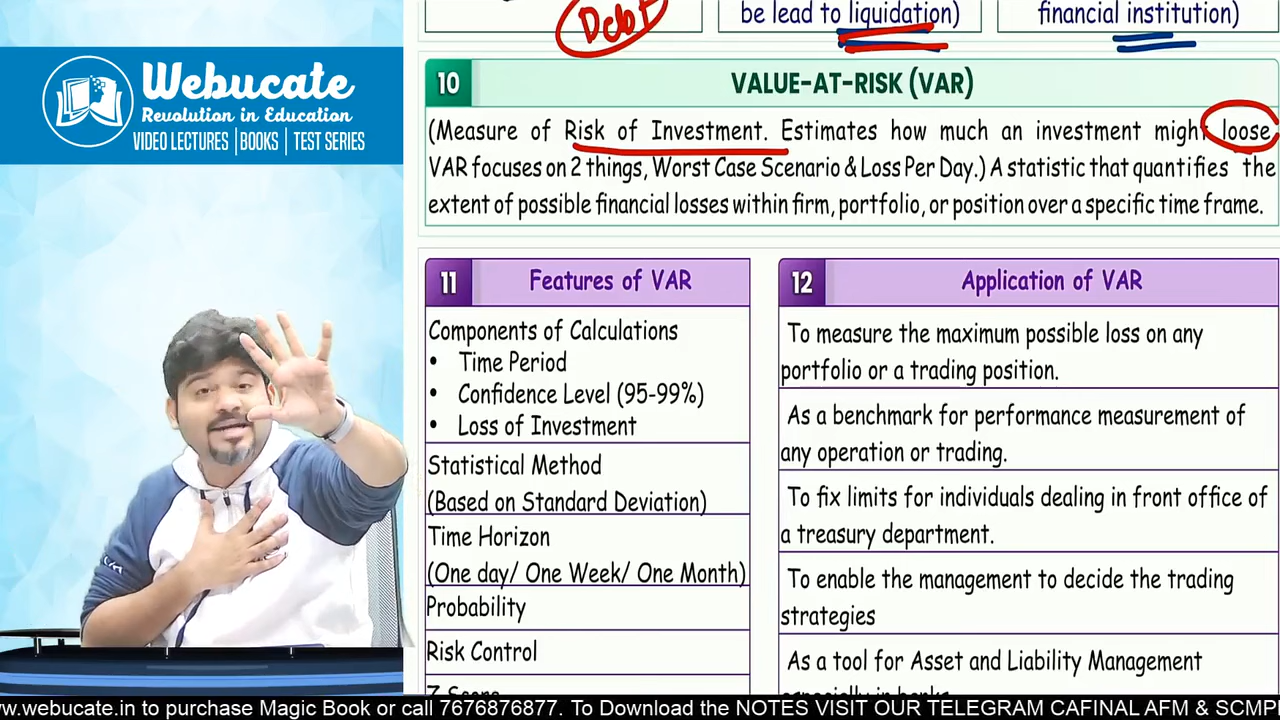 Debt
be lead to liquidation)
financial institution)
Webucate
Revolution in Education
VIDEO LECTURES |BOOKS | TEST SERIES
10
VALUE-AT-RISK (VAR)
(Measure of Risk of Investment. Estimates how much an investment might loose.
VAR focuses on 2 things, Worst Case Scenario & Loss Per Day.) A statistic that quantifies the
extent of possible financial losses within firm, portfolio, or position over a specific time frame.
11
Features of VAR
Components of Calculations
• Time Period
• Confidence Level (95-99%)
• Loss of Investment
Statistical Method
(Based on Standard Deviation)
Time Horizon
(One day/ One Week/ One Month)
Probability
Risk Control
Z Score
12
Application of VAR
To measure the maximum possible loss on any
portfolio or a trading position.
As a benchmark for performance measurement of
any operation or trading.
To fix limits for individuals dealing in front office of
a treasury department.
To enable the management to decide the trading
strategies
As a tool for Asset and Liability Management
especially in banks
ww.webucate.in to purchase Magic Book or call 7676876877. To Download the NOTES VISIT OUR TELEGRAM CAFINAL AFM & SCMP